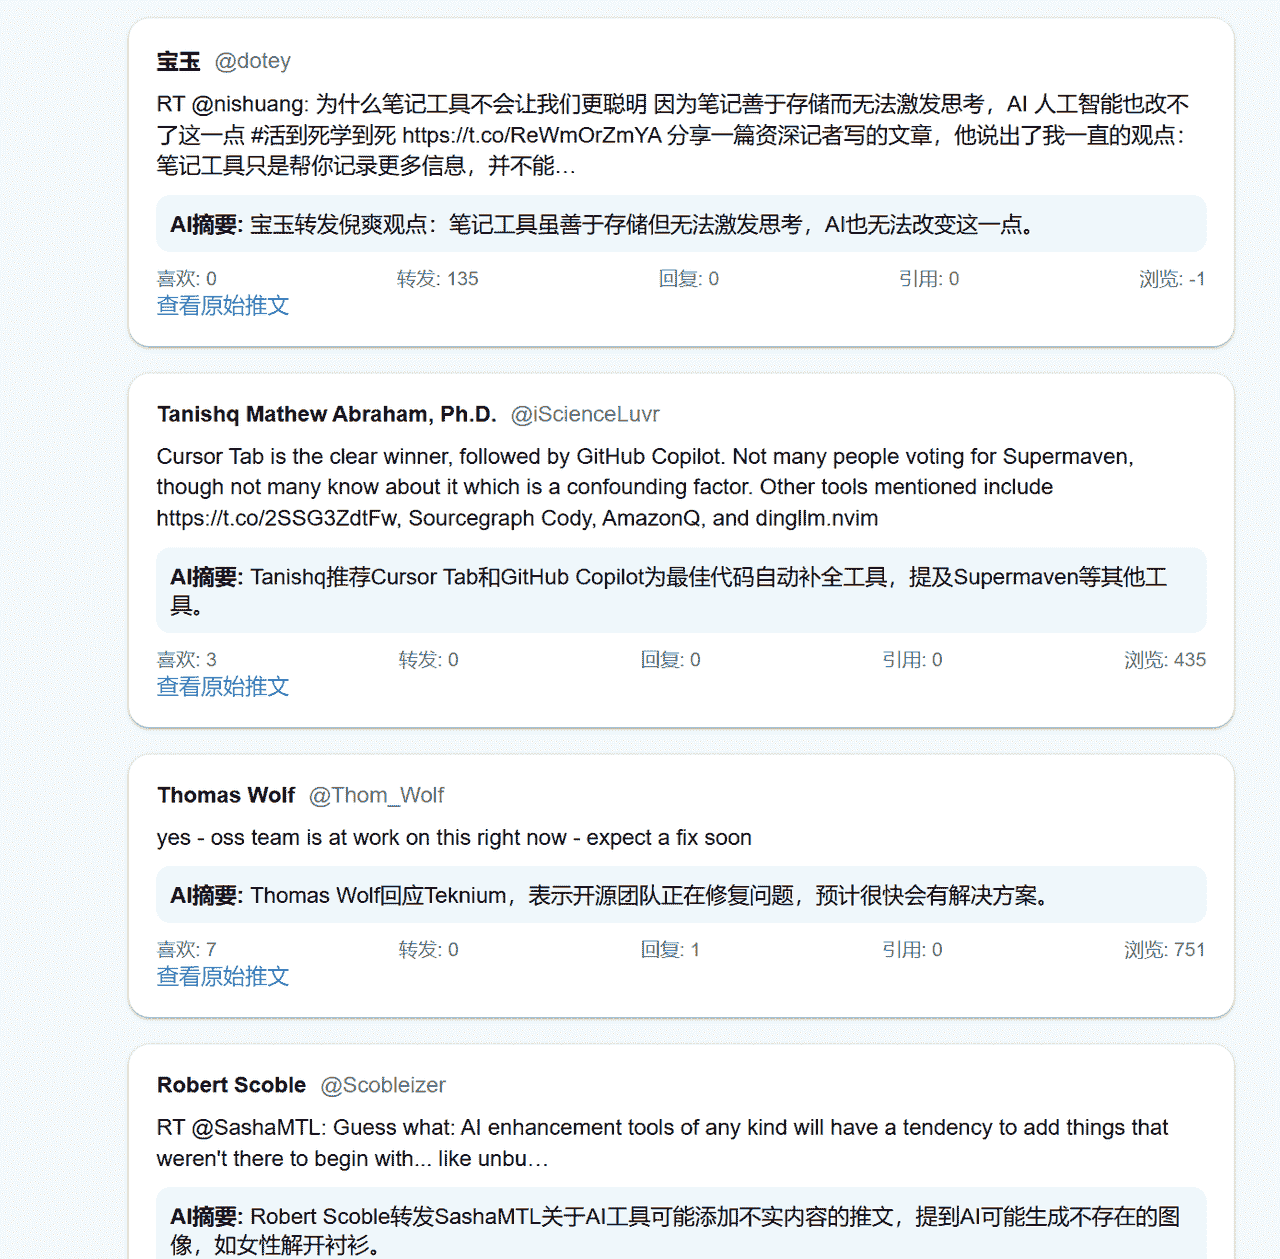 宝玉 @dotey
RT @nishuang: 为什么笔记工具不会让我们更聪明 因为笔记善于存储而无法激发思考，AI 人工智能也改不
了这一点 #活到死学到死 https://t.co/ReWmOrZmYA 分享一篇资深记者写的文章，他说出了我一直的观点：
笔记工具只是帮你记录更多信息，并不能…
AI摘要: 宝玉转发倪爽观点：笔记工具虽善于存储但无法激发思考，AI也无法改变这一点。
喜欢: 0 转发: 135 回复: 0 引用: 0 浏览: -1
查看原始推文
Tanishq Mathew Abraham, Ph.D. @iScienceLuvr
Cursor Tab is the clear winner, followed by GitHub Copilot. Not many people voting for Supermaven,
though not many know about it which is a confounding factor. Other tools mentioned include
https://t.co/2SSG3ZdtFw, Sourcegraph Cody, AmazonQ, and dingllm.nvim
AI摘要: Tanishq推荐Cursor Tab和GitHub Copilot为最佳代码自动补全工具，提及Supermaven等其他工
具。
喜欢: 3 转发: 0 回复: 0 引用: 0 浏览: 435
查看原始推文
Thomas Wolf @Thom_Wolf
yes - oss team is at work on this right now - expect a fix soon
AI摘要: Thomas Wolf回应Teknium，表示开源团队正在修复问题，预计很快会有解决方案。
喜欢: 7 转发: 0 回复: 1 引用: 0 浏览: 751
查看原始推文
Robert Scoble @Scobleizer
RT @SashaMTL: Guess what: AI enhancement tools of any kind will have a tendency to add things that
weren't there to begin with... like unbu…
AI摘要: Robert Scoble转发SashaMTL关于AI工具可能添加不实内容的推文，提到AI可能生成不存在的图
像，如女性解开衬衫。